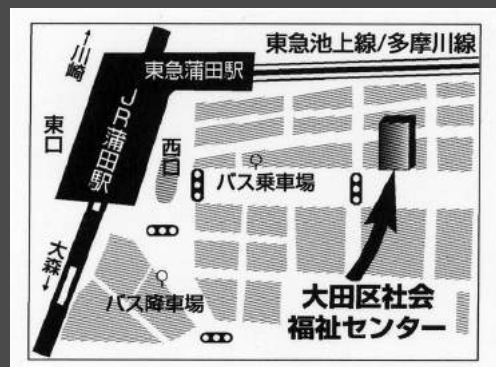 ↑川崎
東急池上線/多摩川線
東急蒲田駅
JR蒲田駅
東口
西口
バス乗車場
大森↓
バス降車場
大田区社会
福祉センター